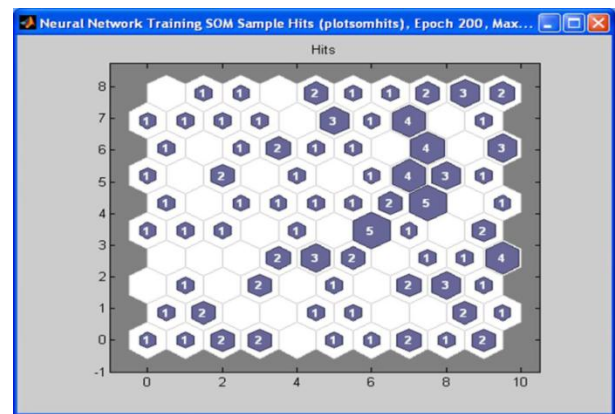 Neural Network Training SOM Sample Hits (plotsomhits), Epoch 200, Max...
Hits
8 1 1 2 1 1 2 3 2
7 1 1 1 1 3 1 4 1
6 1 1 2 1 1 4 3
5 1 2 1 1 4 3 1
4 1 1 1 1 1 2 5 1
3 1 1 1 1 5 1 2
2 3 2 1 1 4
2 1 2 1 2 3 1
1 1 2 1 1 2 1
0 1 1 2 2 1 1 2 1 2
-1
0 2 4 6 8 10